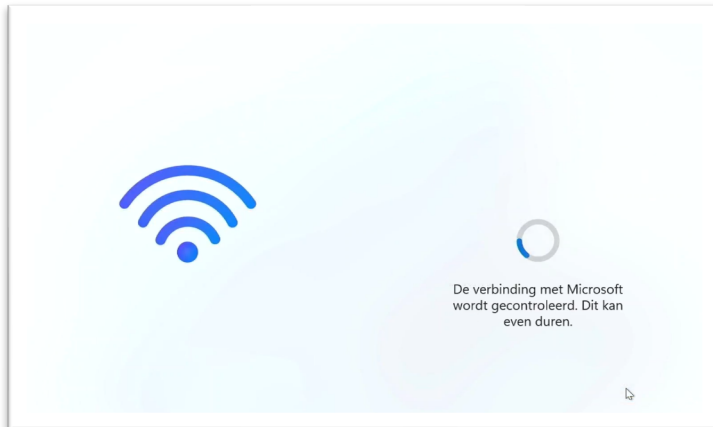 De verbinding met Microsoft
wordt gecontroleerd. Dit kan
even duren.